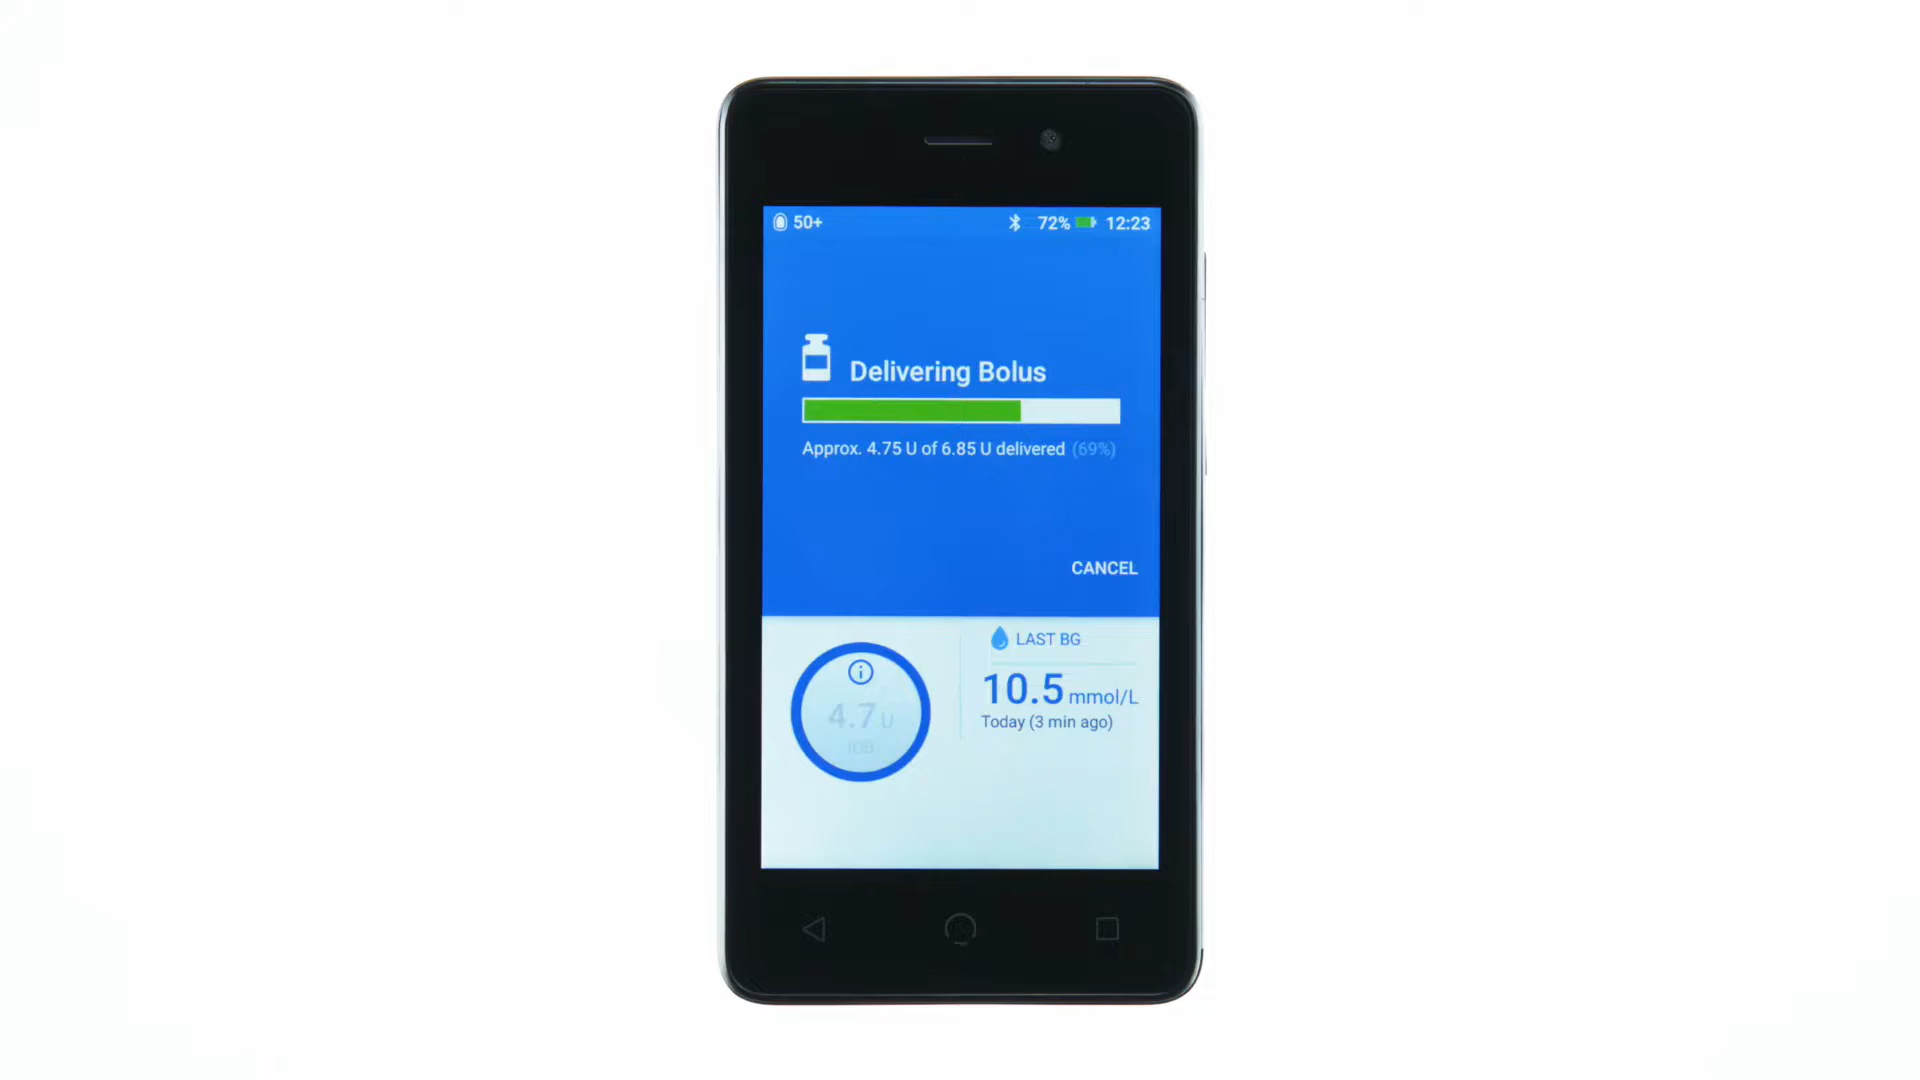 50+ 72% 12:23
Delivering Bolus
Approx. 4.75 U of 6.85 U delivered (69%)
CANCEL
LAST BG
10.5 mmol/L
Today (3 min ago)
4.7 U
IOB